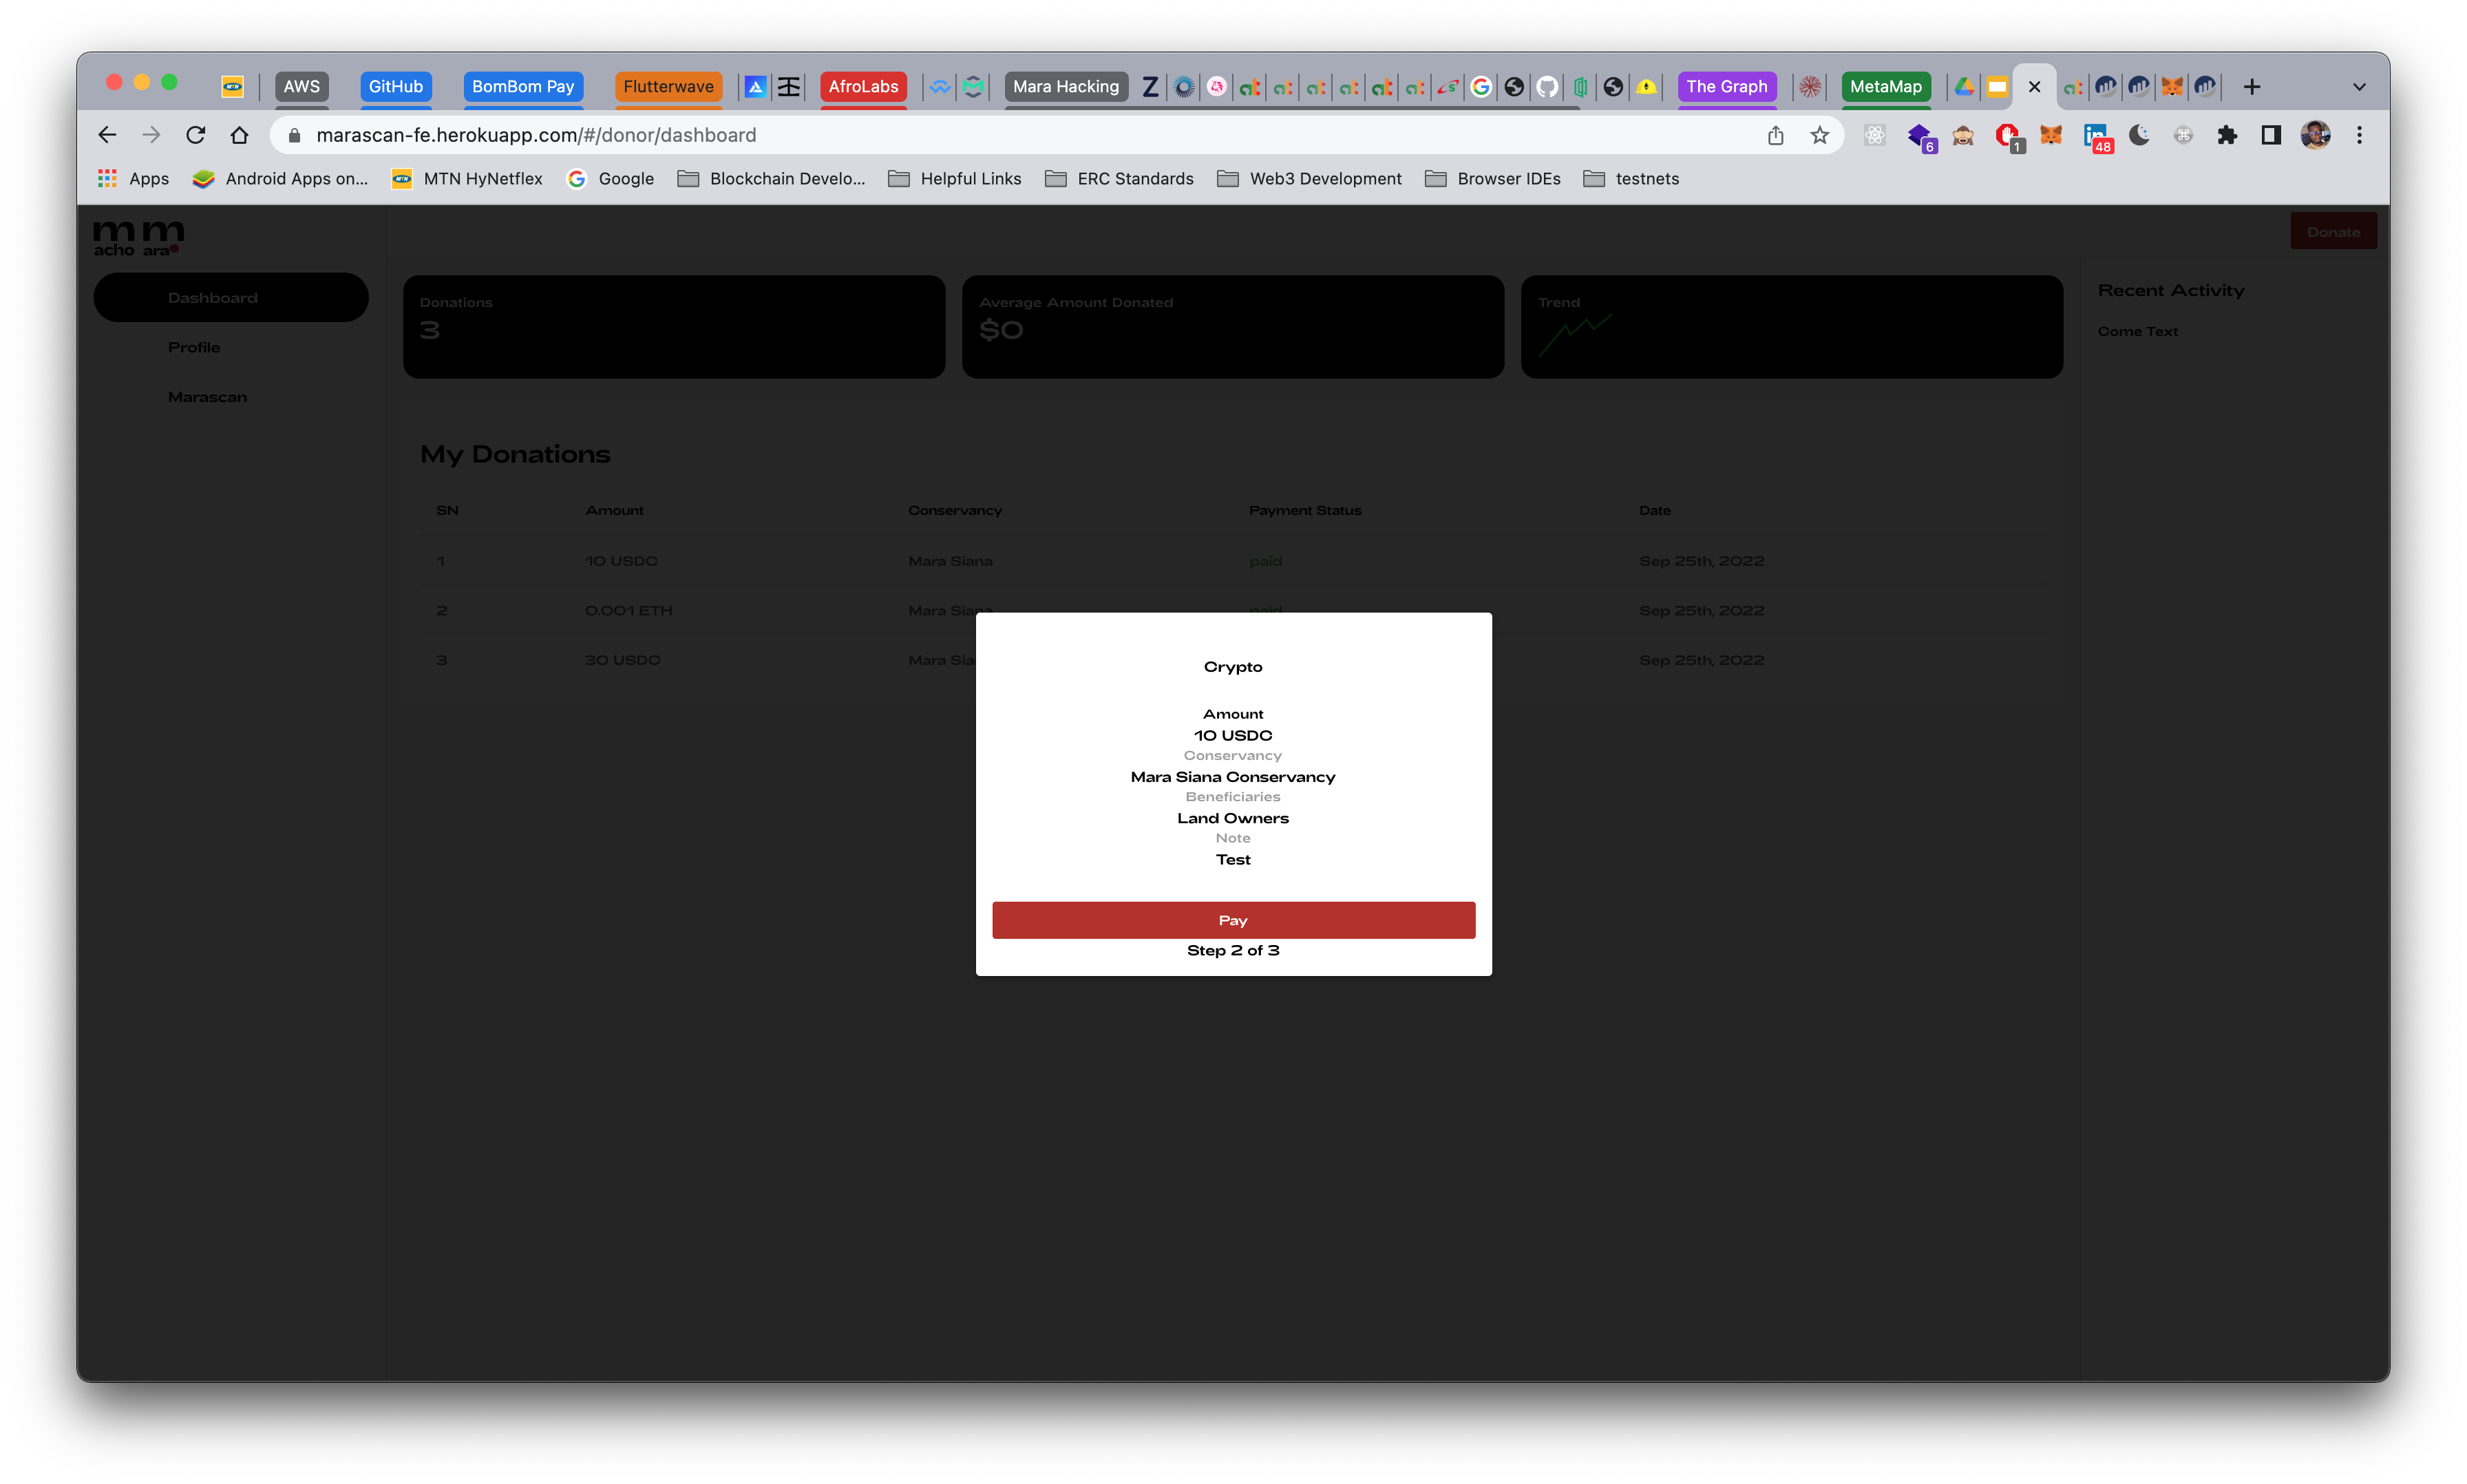 AWS
GitHub
BomBom Pay
Flutterwave
AfroLabs
Mara Hacking
The Graph
MetaMap
marascan-fe.herokuapp.com/#/donor/dashboard
6
1
48
Apps
Android Apps on...
MTN HyNetflex
Google
Blockchain Develo...
Helpful Links
ERC Standards
Web3 Development
Browser IDEs
testnets
m m
acho ara
Donate
Dashboard
Profile
Marascan
Donations
3
Average Amount Donated
$0
Trend
Recent Activity
Come Text
My Donations
SN Amount Conservancy Payment Status Date
1 10 USDC Mara Siana paid Sep 25th, 2022
2 0.001 ETH Mara Siana paid Sep 25th, 2022
3 30 USDC Mara Sia Sep 25th, 2022
Crypto
Amount
10 USDC
Conservancy
Mara Siana Conservancy
Beneficiaries
Land Owners
Note
Test
Pay
Step 2 of 3